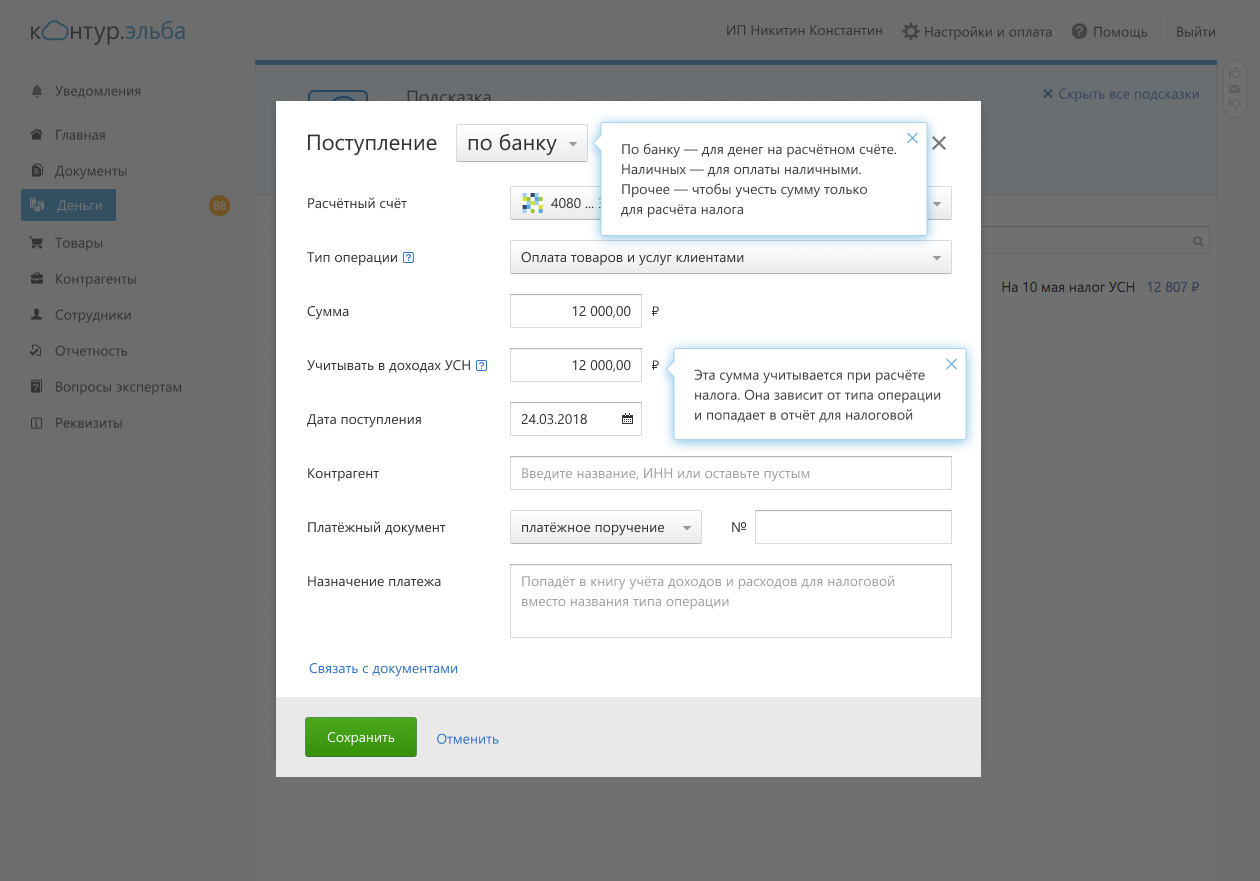 контур.эльба
ИП Никитин Константин
Настройки и оплата
Помощь
Выйти
Уведомления
Главная
Документы
Деньги
88
Товары
Контрагенты
Сотрудники
Отчетность
Вопросы экспертам
Реквизиты
Подсказка
Скрыть все подсказки
На 10 мая налог УСН 12 807 ₽
Поступление по банку
По банку — для денег на расчётном счёте.
Наличных — для оплаты наличными.
Прочее — чтобы учесть сумму только
для расчёта налога
Расчётный счёт 4080 ...
Тип операции ? Оплата товаров и услуг клиентами
Сумма 12 000,00 ₽
Учитывать в доходах УСН ? 12 000,00 ₽
Эта сумма учитывается при расчёте
налога. Она зависит от типа операции
и попадает в отчёт для налоговой
Дата поступления 24.03.2018
Контрагент Введите название, ИНН или оставьте пустым
Платёжный документ платёжное поручение №
Назначение платежа Попадёт в книгу учёта доходов и расходов для налоговой
вместо названия типа операции
Связать с документами
Сохранить Отменить